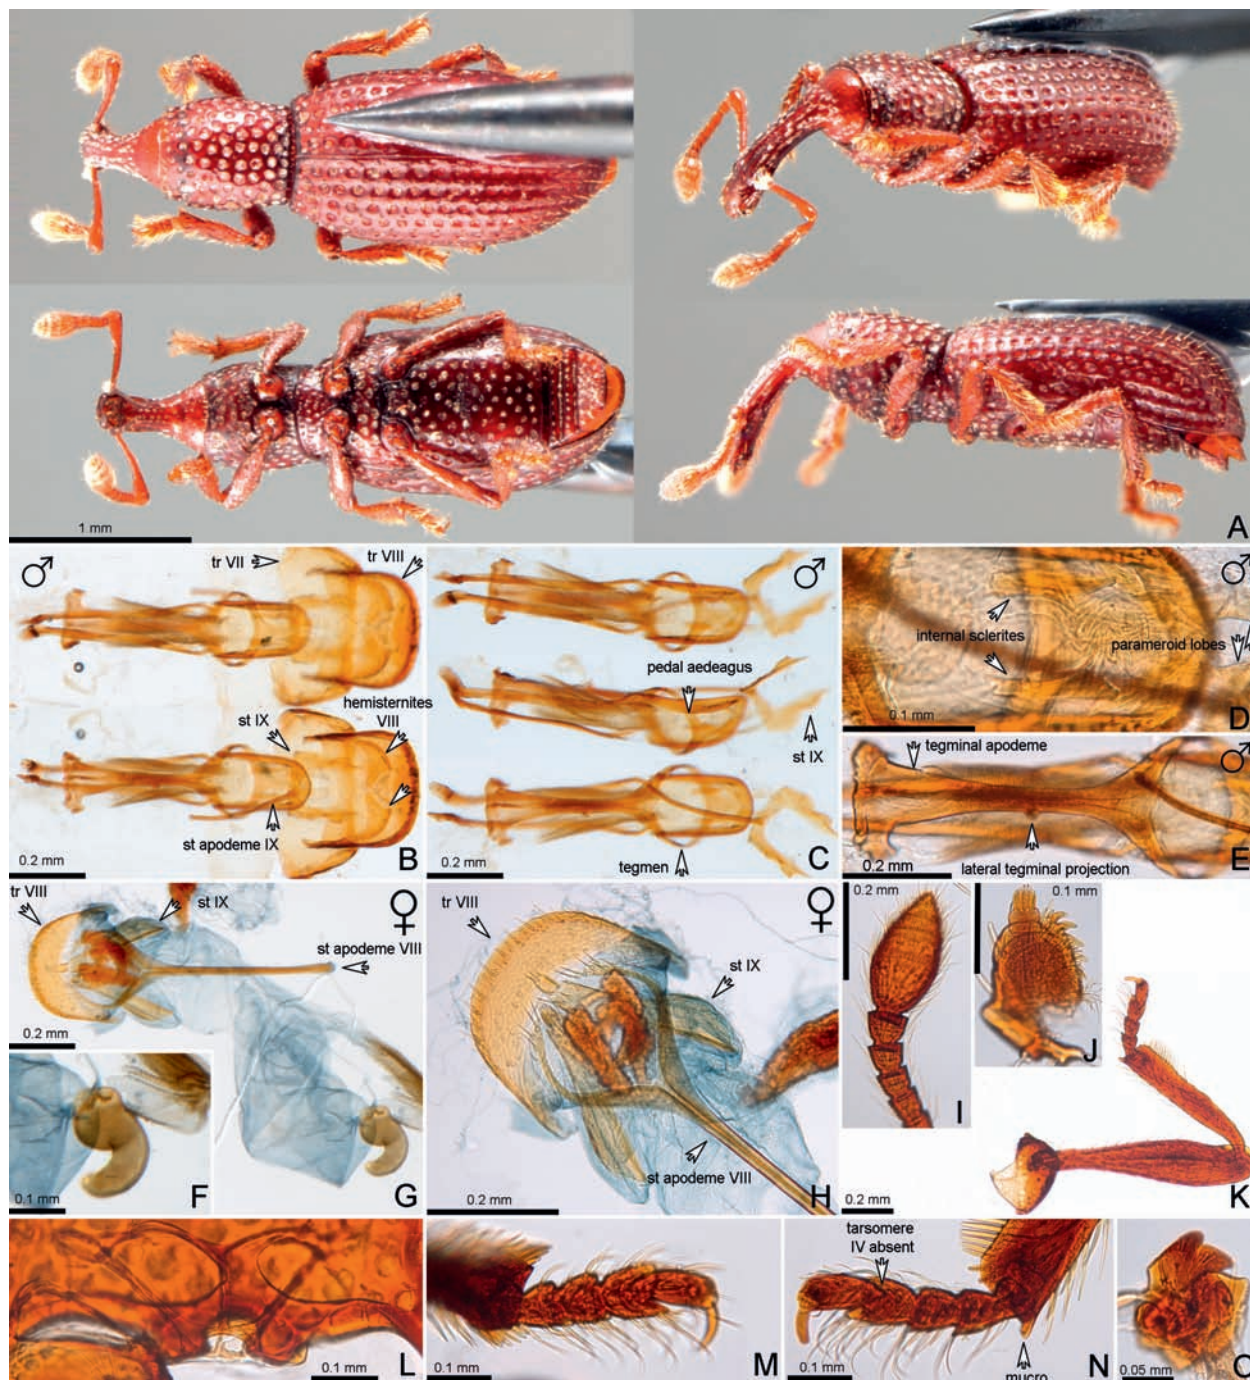 1 mm
A
♂
tr VII
tr VIII
hemisternites
VIII
st IX
st apodeme IX
0.2 mm
B
♂
pedal aedeagus
st IX
tegmen
0.2 mm
C
♂
internal sclerites
parameroid lobes
0.1 mm
D
♂
tegminal apodeme
lateral tegminal projection
0.2 mm
E
♀
tr VIII
st IX
st apodeme VIII
0.2 mm
0.1 mm
F
G
♀
tr VIII
st IX
st apodeme VIII
0.2 mm
H
0.2 mm
I
0.1 mm
J
0.2 mm
K
0.1 mm
L
0.1 mm
M
tarsomere
IV absent
mucro
0.1 mm
N
0.05 mm
O